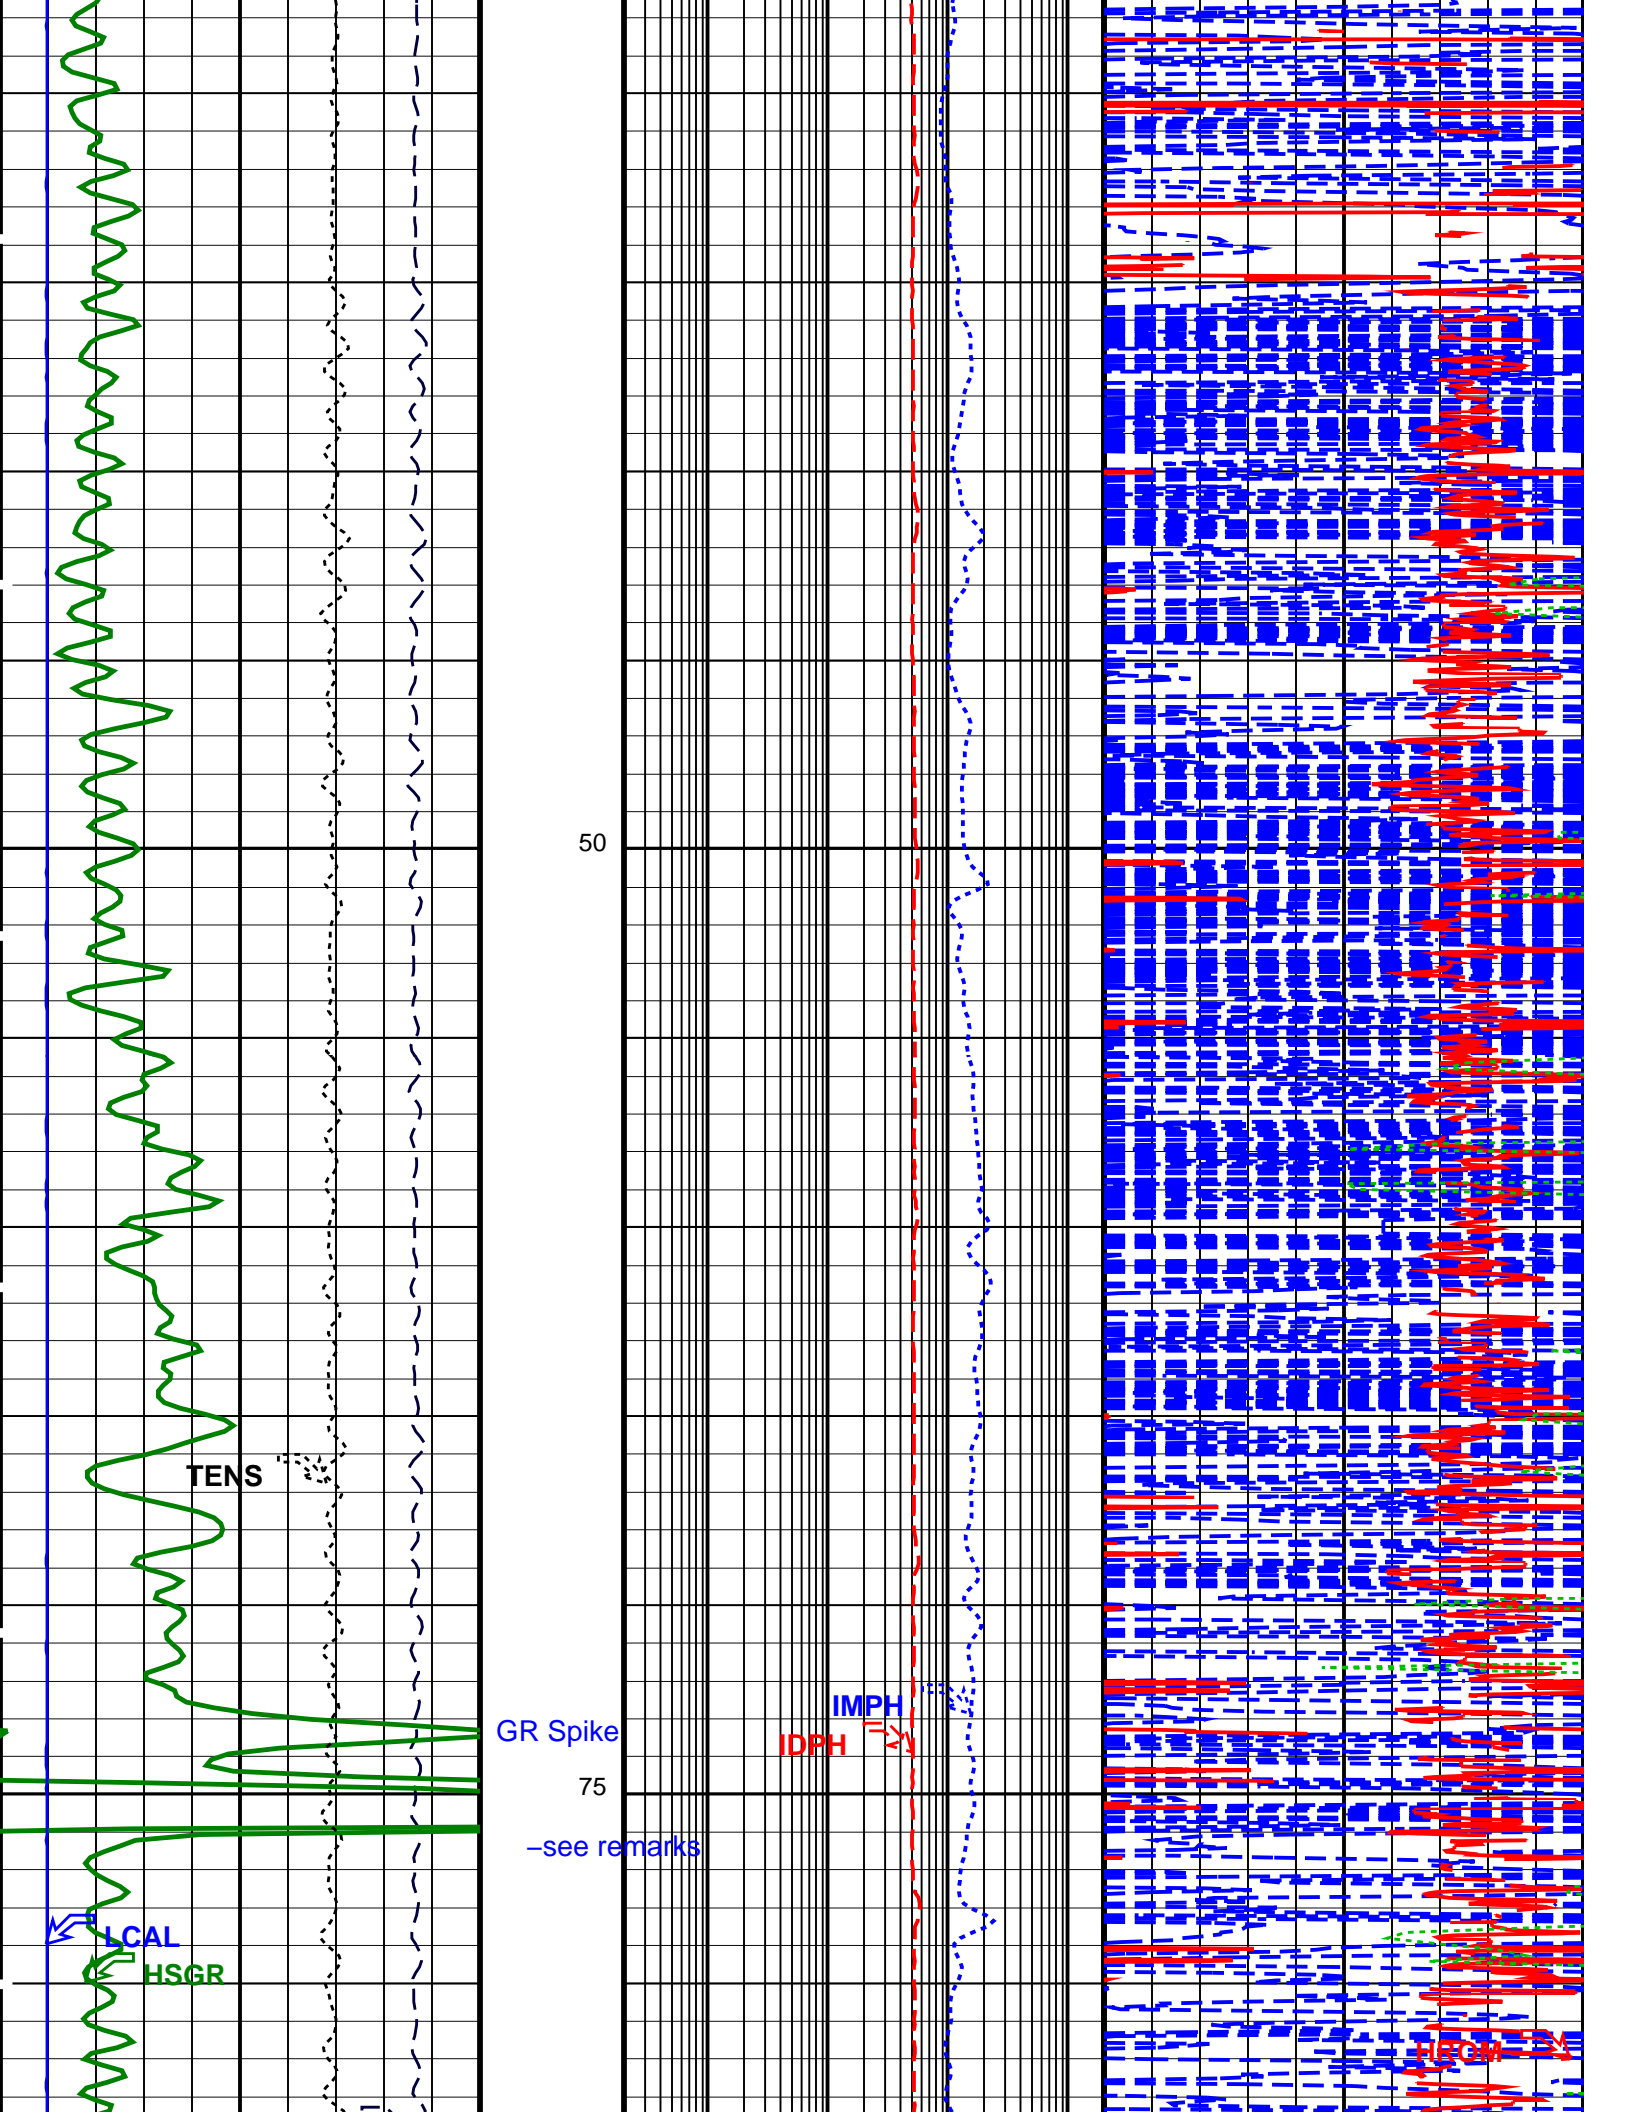 50
TENS
IMPH
GR Spike
IDPH
75
–see remarks
LCAL
HSGR
HROM